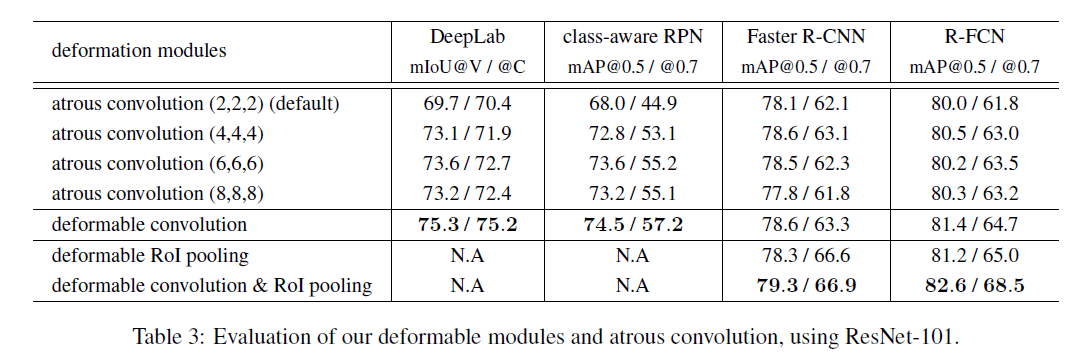 deformation modules DeepLab class-aware RPN Faster R-CNN R-FCN
mIoU@V / @C mAP@0.5 / @0.7 mAP@0.5 / @0.7 mAP@0.5 / @0.7
atrous convolution (2,2,2) (default) 69.7 / 70.4 68.0 / 44.9 78.1 / 62.1 80.0 / 61.8
atrous convolution (4,4,4) 73.1 / 71.9 72.8 / 53.1 78.6 / 63.1 80.5 / 63.0
atrous convolution (6,6,6) 73.6 / 72.7 73.6 / 55.2 78.5 / 62.3 80.2 / 63.5
atrous convolution (8,8,8) 73.2 / 72.4 73.2 / 55.1 77.8 / 61.8 80.3 / 63.2
deformable convolution 75.3 / 75.2 74.5 / 57.2 78.6 / 63.3 81.4 / 64.7
deformable RoI pooling N.A N.A 78.3 / 66.6 81.2 / 65.0
deformable convolution & RoI pooling N.A N.A 79.3 / 66.9 82.6 / 68.5
Table 3: Evaluation of our deformable modules and atrous convolution, using ResNet-101.